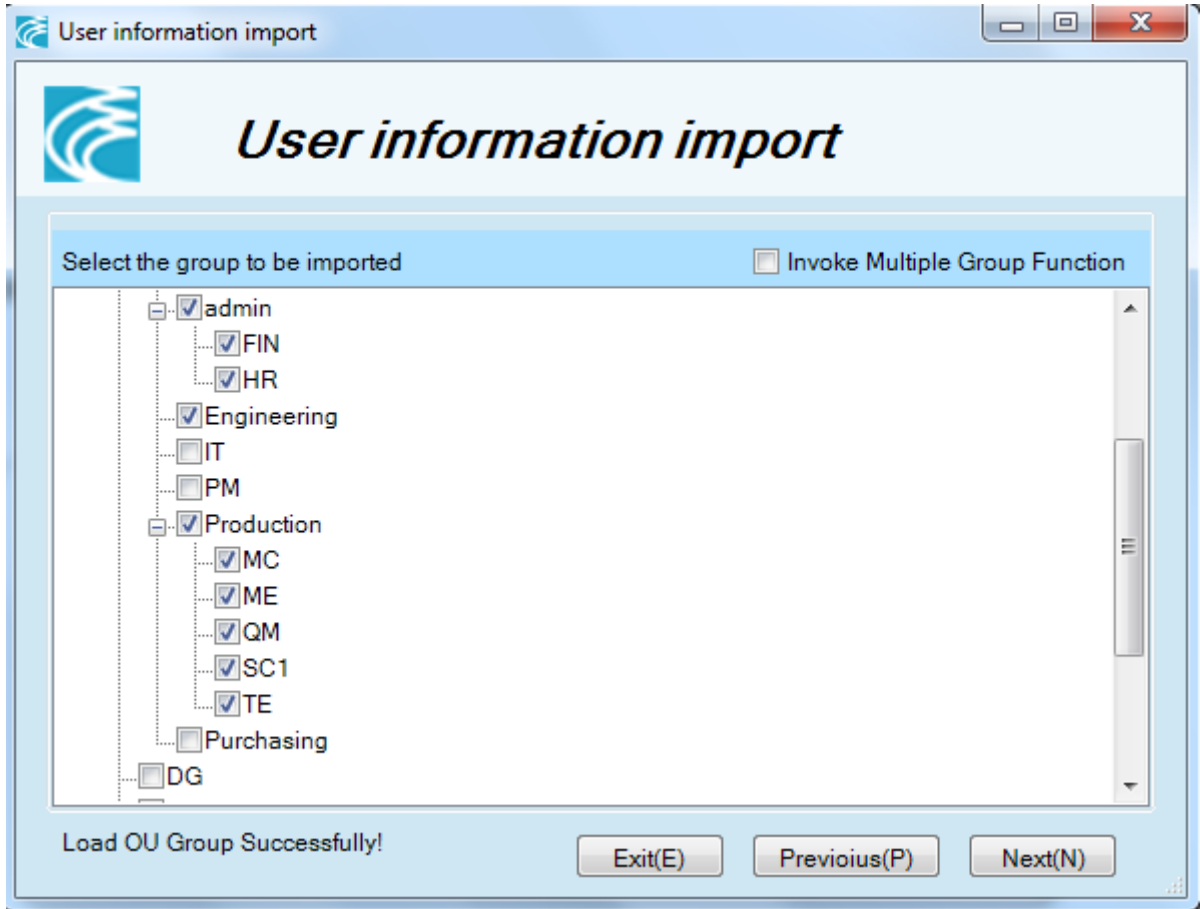 User information import
User information import
Select the group to be imported Invoke Multiple Group Function
admin
FIN
HR
Engineering
IT
PM
Production
MC
ME
QM
SC1
TE
Purchasing
DG
Load OU Group Successfully!
Exit(E) Previoius(P) Next(N)